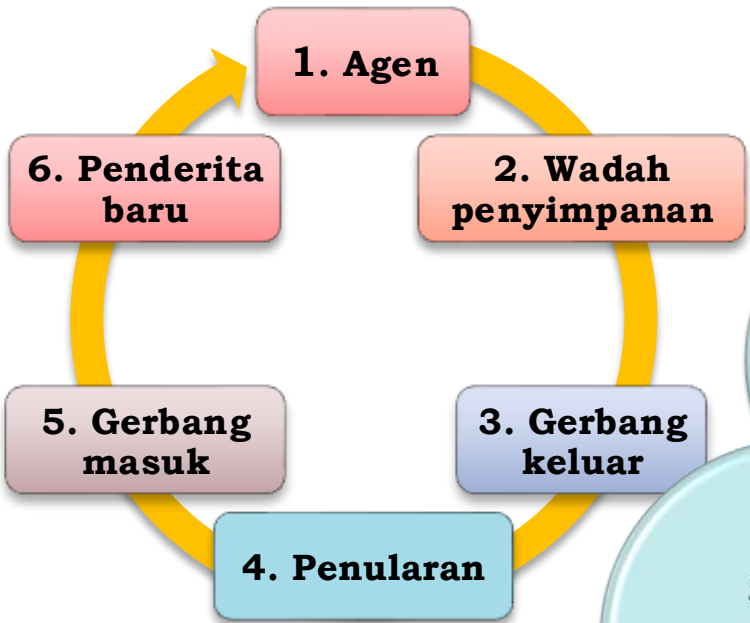 1. Agen
2. Wadah
penyimpanan
3. Gerbang
keluar
4. Penularan
5. Gerbang
masuk
6. Penderita
baru